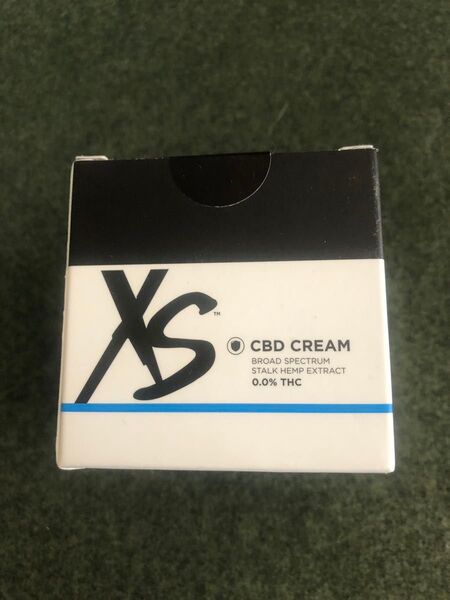 XS™
CBD CREAM
BROAD SPECTRUM
STALK HEMP EXTRACT
0.0% THC